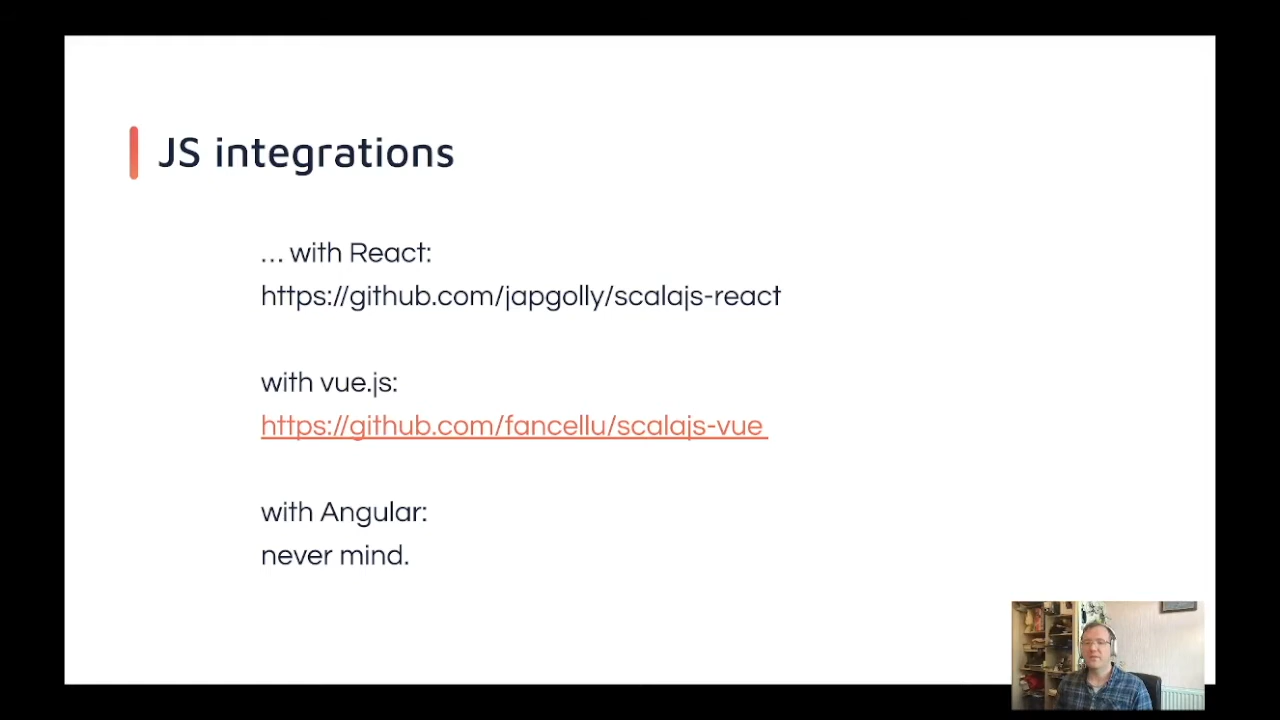 JS integrations
... with React:
https://github.com/japgolly/scalajs-react
with vue.js:
https://github.com/fancellu/scalajs-vue
with Angular:
never mind.